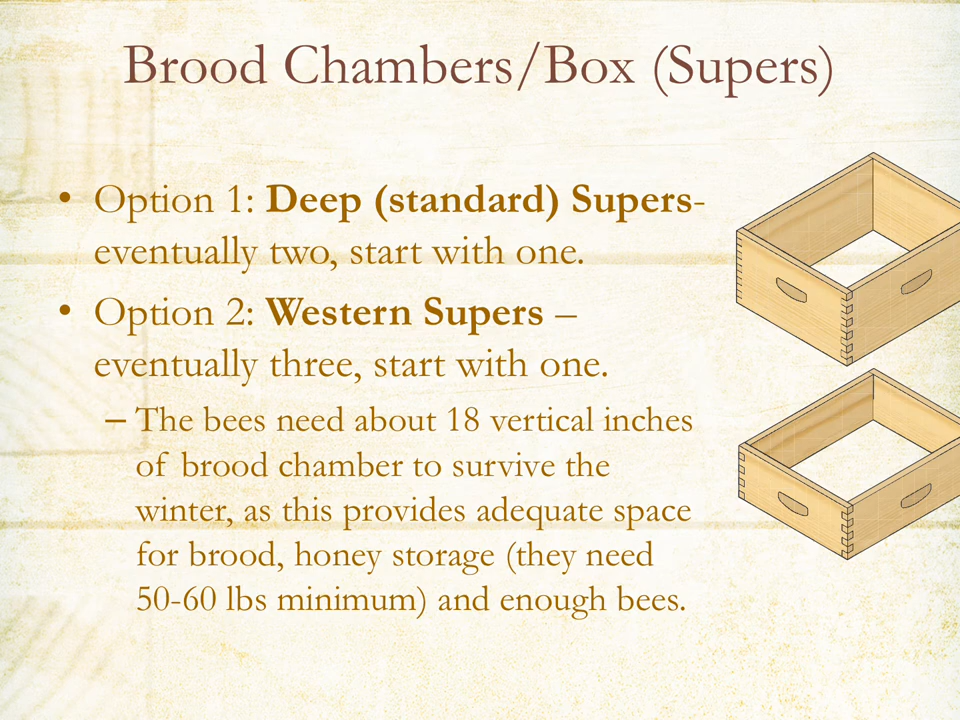 Brood Chambers/Box (Supers)
• Option 1: Deep (standard) Supers-
eventually two, start with one.
• Option 2: Western Supers –
eventually three, start with one.
– The bees need about 18 vertical inches
of brood chamber to survive the
winter, as this provides adequate space
for brood, honey storage (they need
50-60 lbs minimum) and enough bees.